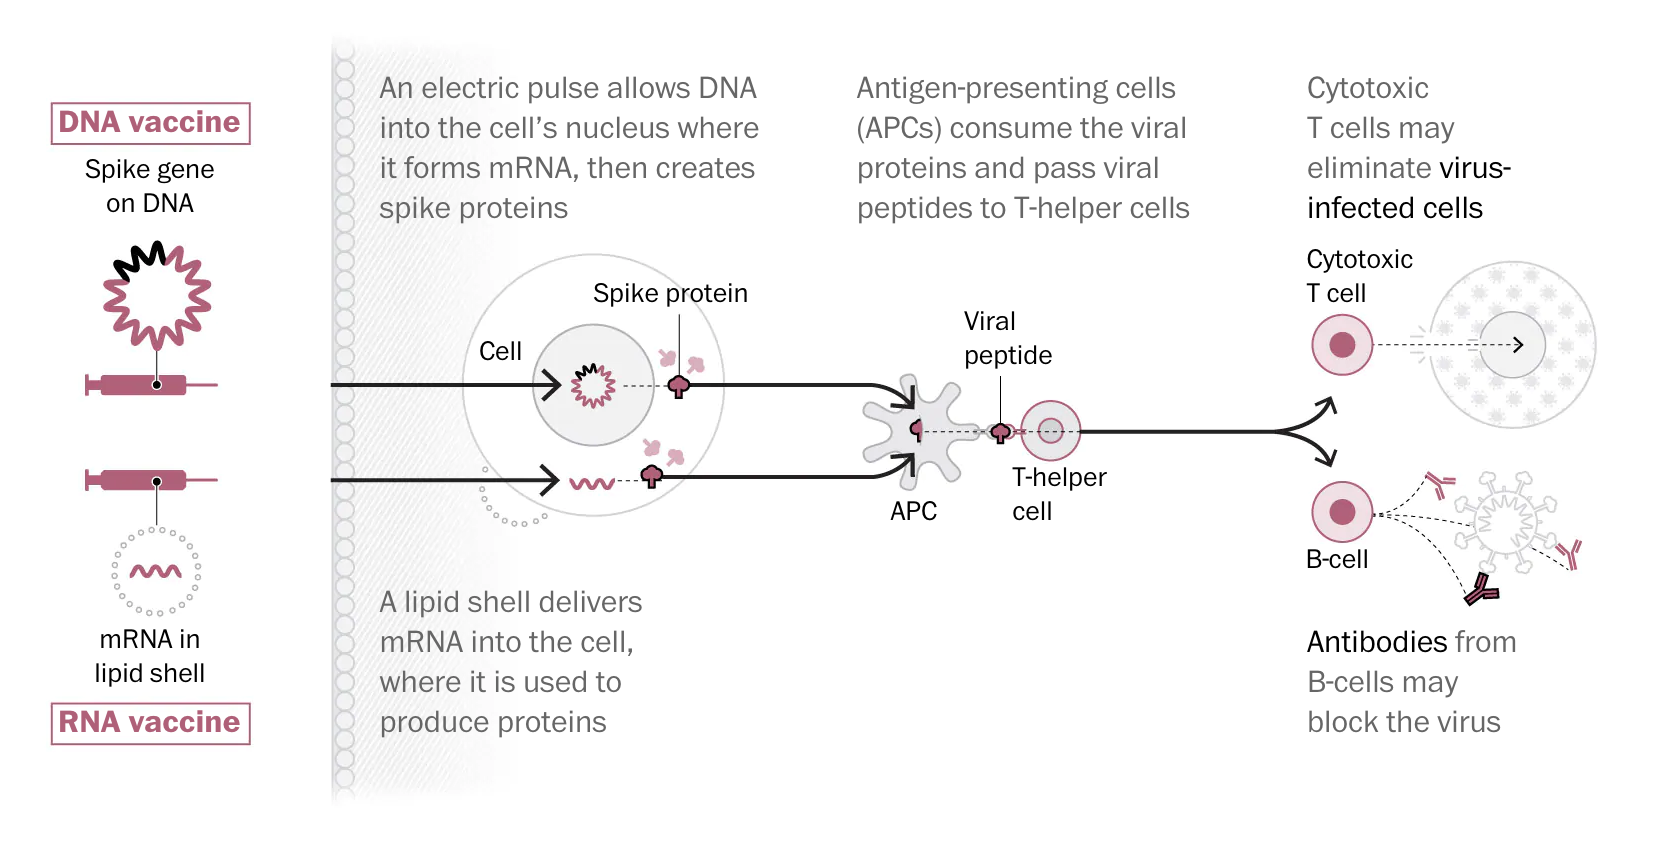 DNA vaccine
Spike gene
on DNA
mRNA in
lipid shell
RNA vaccine
An electric pulse allows DNA
into the cell's nucleus where
it forms mRNA, then creates
spike proteins
Spike protein
Cell
A lipid shell delivers
mRNA into the cell,
where it is used to
produce proteins
Antigen-presenting cells
(APCs) consume the viral
proteins and pass viral
peptides to T-helper cells
Viral
peptide
APC
T-helper
cell
Cytotoxic
T cells may
eliminate virus-
infected cells
Cytotoxic
T cell
B-cell
Antibodies from
B-cells may
block the virus